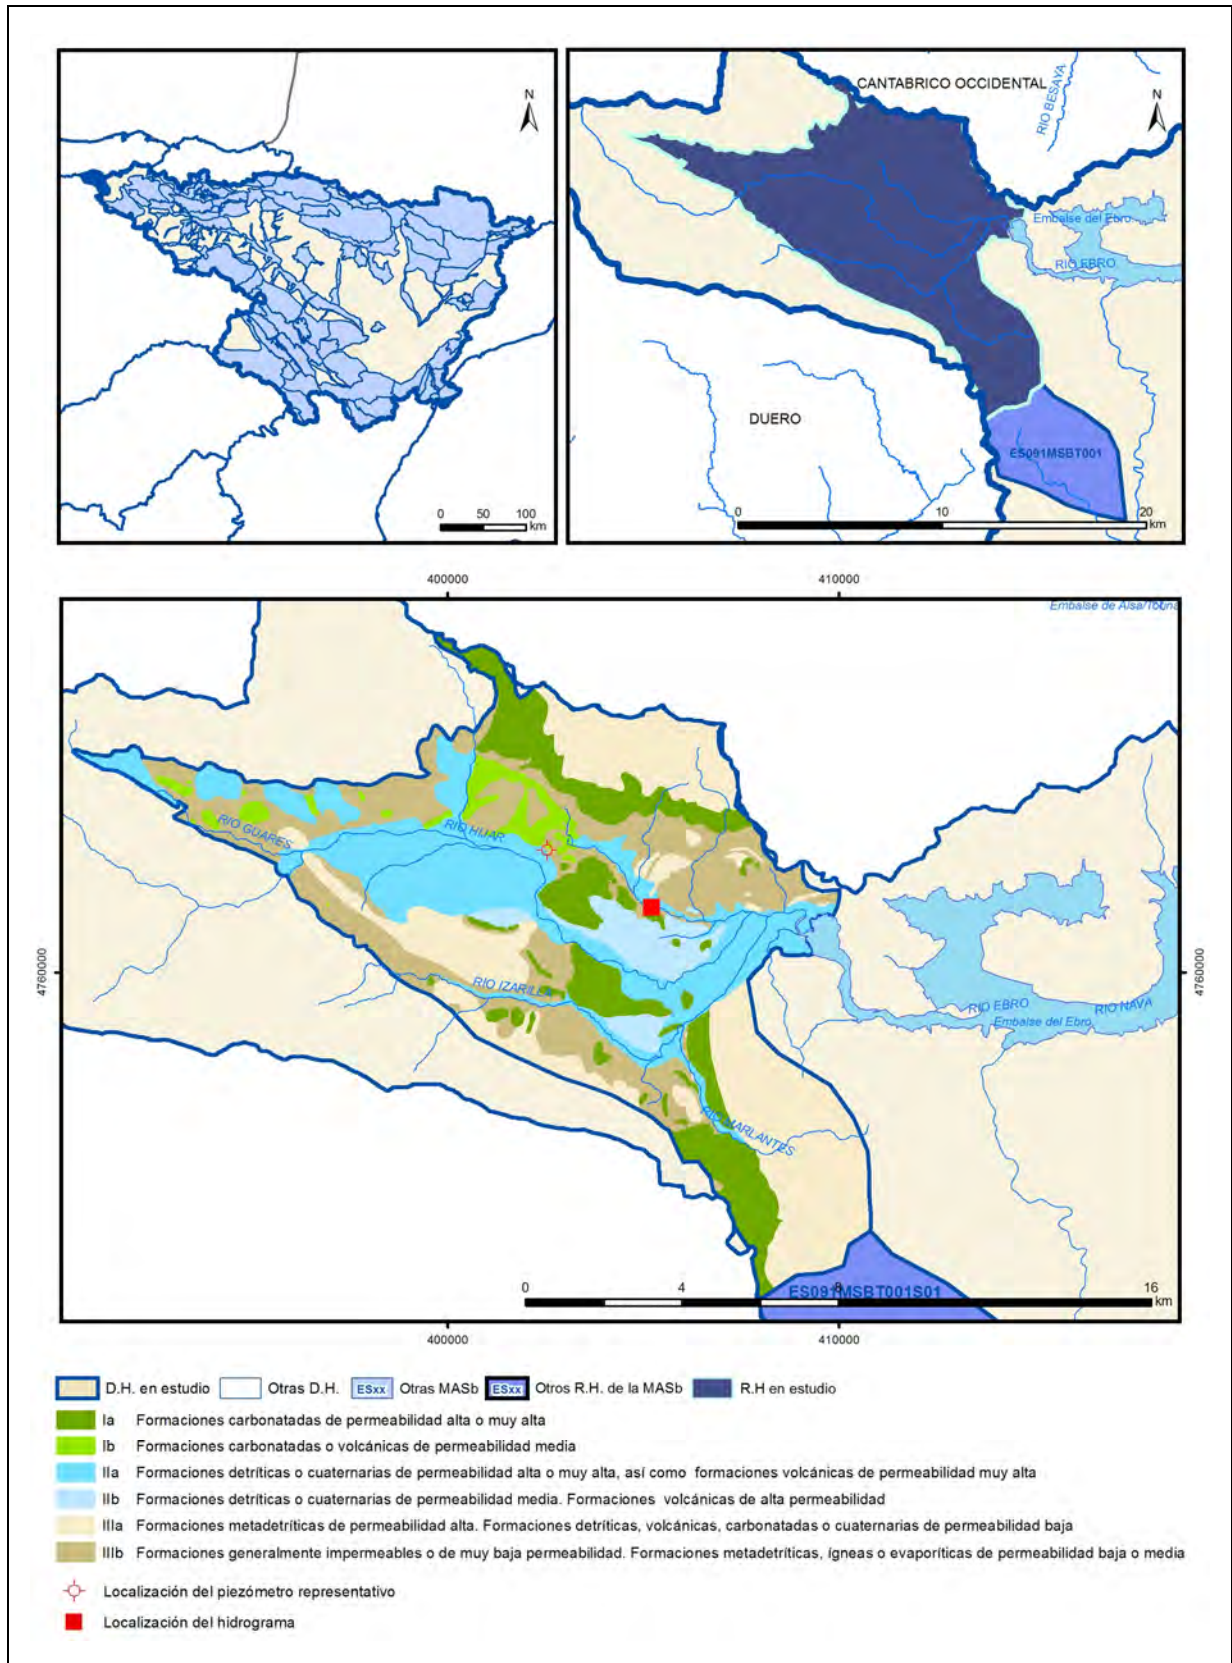 N
0 50 100
km
CANTABRICO OCCIDENTAL
N
RIO BESAYA
Embalse del Ebro
RIO EBRO
DUERO
ES091MSBT001
0 10 20
km
400000 410000
RIO GUARES
RIO HIJAR
4760000
4760000
RIO IZARILLA
RIO EBRO
RIO NAVA
Embalse del Ebro
RIO MARLANTES
0 4 8 16
km
ES091MSBT001S01
400000 410000
D.H. en estudio
Otras D.H.
ESxx Otras MASb
ESxx Otros R.H. de la MASb
R.H en estudio
Ia Formaciones carbonatadas de permeabilidad alta o muy alta
Ib Formaciones carbonatadas o volcánicas de permeabilidad media
IIa Formaciones detríticas o cuaternarias de permeabilidad alta o muy alta, así como formaciones volcánicas de permeabilidad muy alta
IIb Formaciones detríticas o cuaternarias de permeabilidad media. Formaciones volcánicas de alta permeabilidad
IIIa Formaciones metadetríticas de permeabilidad alta. Formaciones detríticas, volcánicas, carbonatadas o cuaternarias de permeabilidad baja
IIIb Formaciones generalmente impermeables o de muy baja permeabilidad. Formaciones metadetríticas, ígneas o evaporíticas de permeabilidad baja o media
Localización del piezómetro representativo
Localización del hidrograma